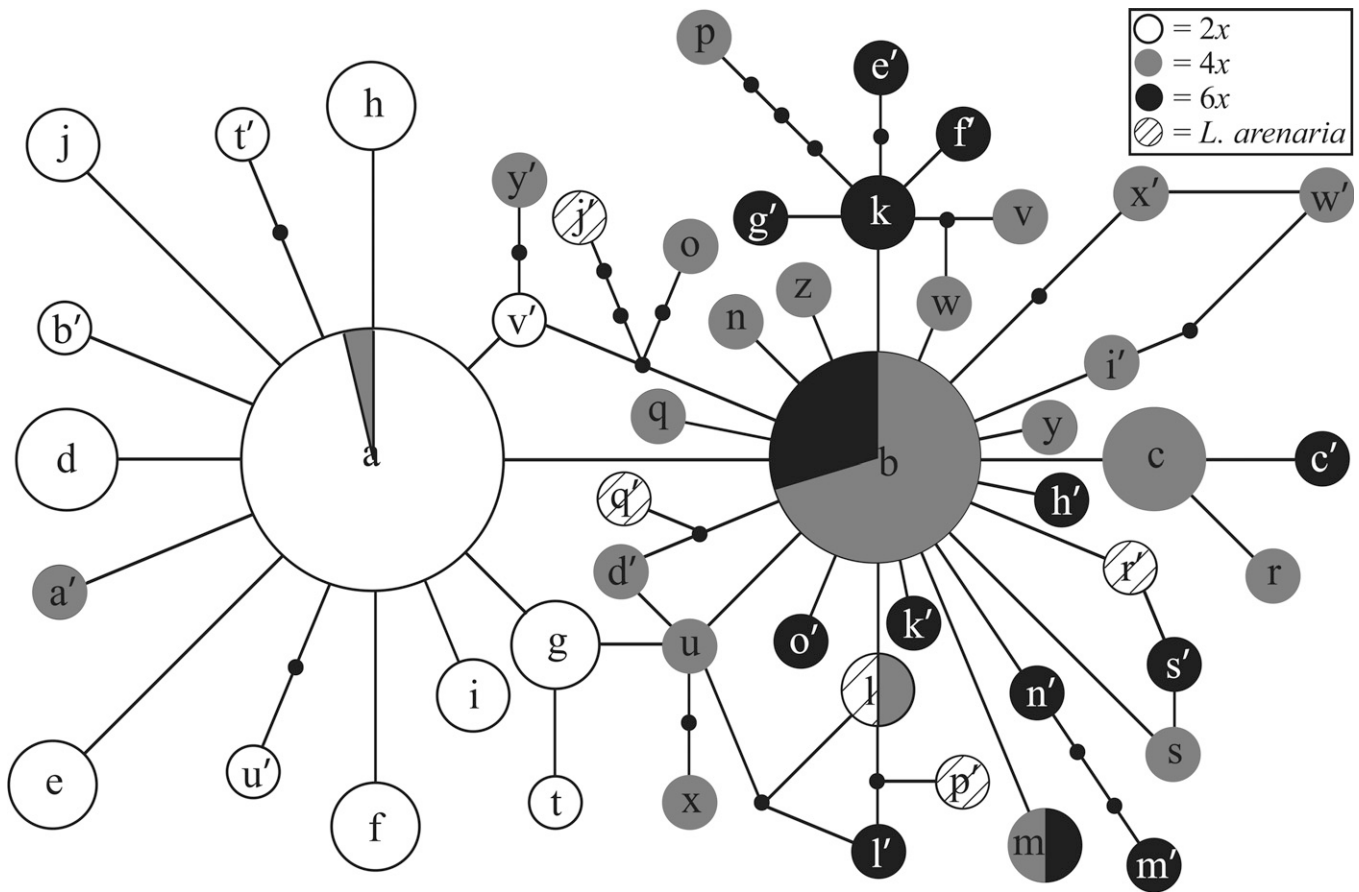 = 2x
= 4x
= 6x
= L. arenaria
p
e′
h
j
t′
f′
y′
j′
x′
w′
k
g′
v
o
z
w
n
b′
v′
i′
q
y
d
a
b
c
c′
q′
h′
a′
d′
r′
r
g
u
o′
k′
i
l
n′
s′
s
e
u′
f
t
x
p′
l′
m
m′